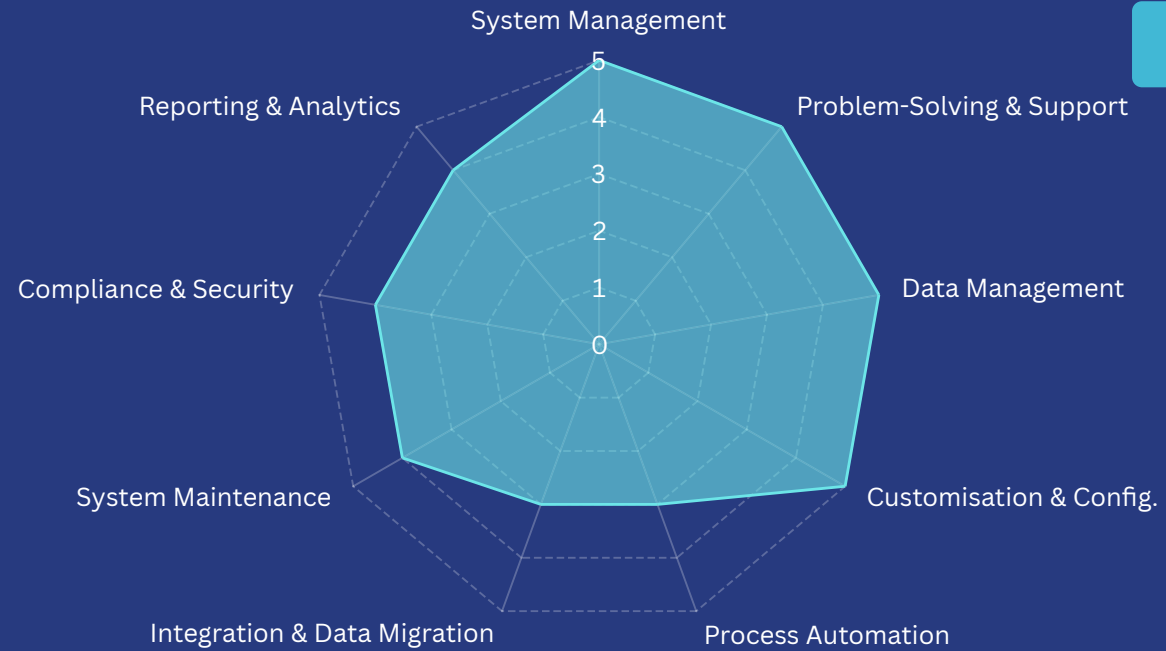 System Management
5
Reporting & Analytics
Problem-Solving & Support
4
3
2
Compliance & Security
1
Data Management
0
System Maintenance
Customisation & Config.
Integration & Data Migration
Process Automation